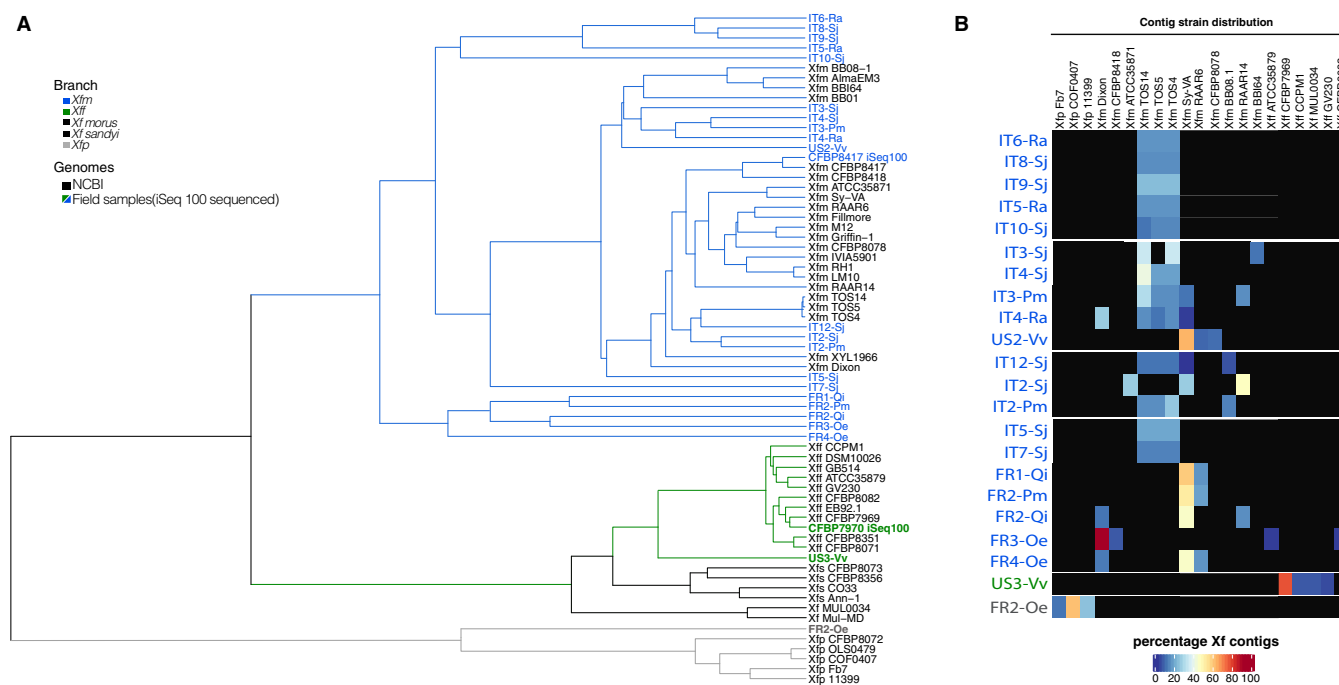 A
Branch
Xfm
Xff
Xf morus
Xf sandyi
Xfp
Genomes
NCBI
Field samples(iSeq 100 sequenced)
IT6-Ra
IT8-Sj
IT9-Sj
IT5-Ra
IT10-Sj
Xfm BB08-1
Xfm AlmaEM3
Xfm BBI64
Xfm BB01
IT3-Sj
IT4-Sj
IT3-Pm
IT4-Ra
US2-Vv
CFBP8417 iSeq100
Xfm CFBP8417
Xfm CFBP8418
Xfm ATCC35871
Xfm Sy-VA
Xfm RAAR6
Xfm Fillmore
Xfm M12
Xfm Griffin-1
Xfm CFBP8078
Xfm IVIA5901
Xfm RH1
Xfm LM10
Xfm RAAR14
Xfm TOS14
Xfm TOS5
Xfm TOS4
IT12-Sj
IT2-Sj
IT2-Pm
Xfm XYL1966
Xfm Dixon
IT5-Sj
IT7-Sj
FR1-Qi
FR2-Pm
FR2-Qi
FR3-Oe
FR4-Oe
Xff CCPM1
Xff DSM10026
Xff GB514
Xff ATCC35879
Xff GV230
Xff CFBP8082
Xff EB92.1
Xff CFBP7969
CFBP7970 iSeq100
Xff CFBP8351
Xff CFBP8071
US3-Vv
Xfs CFBP8073
Xfs CFBP8356
Xfs CO33
Xfs Ann-1
Xf MUL0034
Xf Mul-MD
FR2-Oe
Xfp CFBP8072
Xfp OLS0479
Xfp COF0407
Xfp Fb7
Xfp 11399
B
Contig strain distribution
Xfp Fb7
Xfp COF0407
Xfp 11399
Xfm Dixon
Xfm CFBP8418
Xfm ATCC35871
Xfm TOS14
Xfm TOS5
Xfm TOS4
Xfm Sy-VA
Xfm RAAR6
Xfm CFBP8078
Xfm BB08.1
Xfm RAAR14
Xfm BBI64
Xff ATCC35879
Xff CFBP7969
Xff CCPM1
Xf MUL0034
Xff GV230
IT6-Ra
IT8-Sj
IT9-Sj
IT5-Ra
IT10-Sj
IT3-Sj
IT4-Sj
IT3-Pm
IT4-Ra
US2-Vv
IT12-Sj
IT2-Sj
IT2-Pm
IT5-Sj
IT7-Sj
FR1-Qi
FR2-Pm
FR2-Qi
FR3-Oe
FR4-Oe
US3-Vv
FR2-Oe
percentage Xf contigs
0 20 40 60 80 100